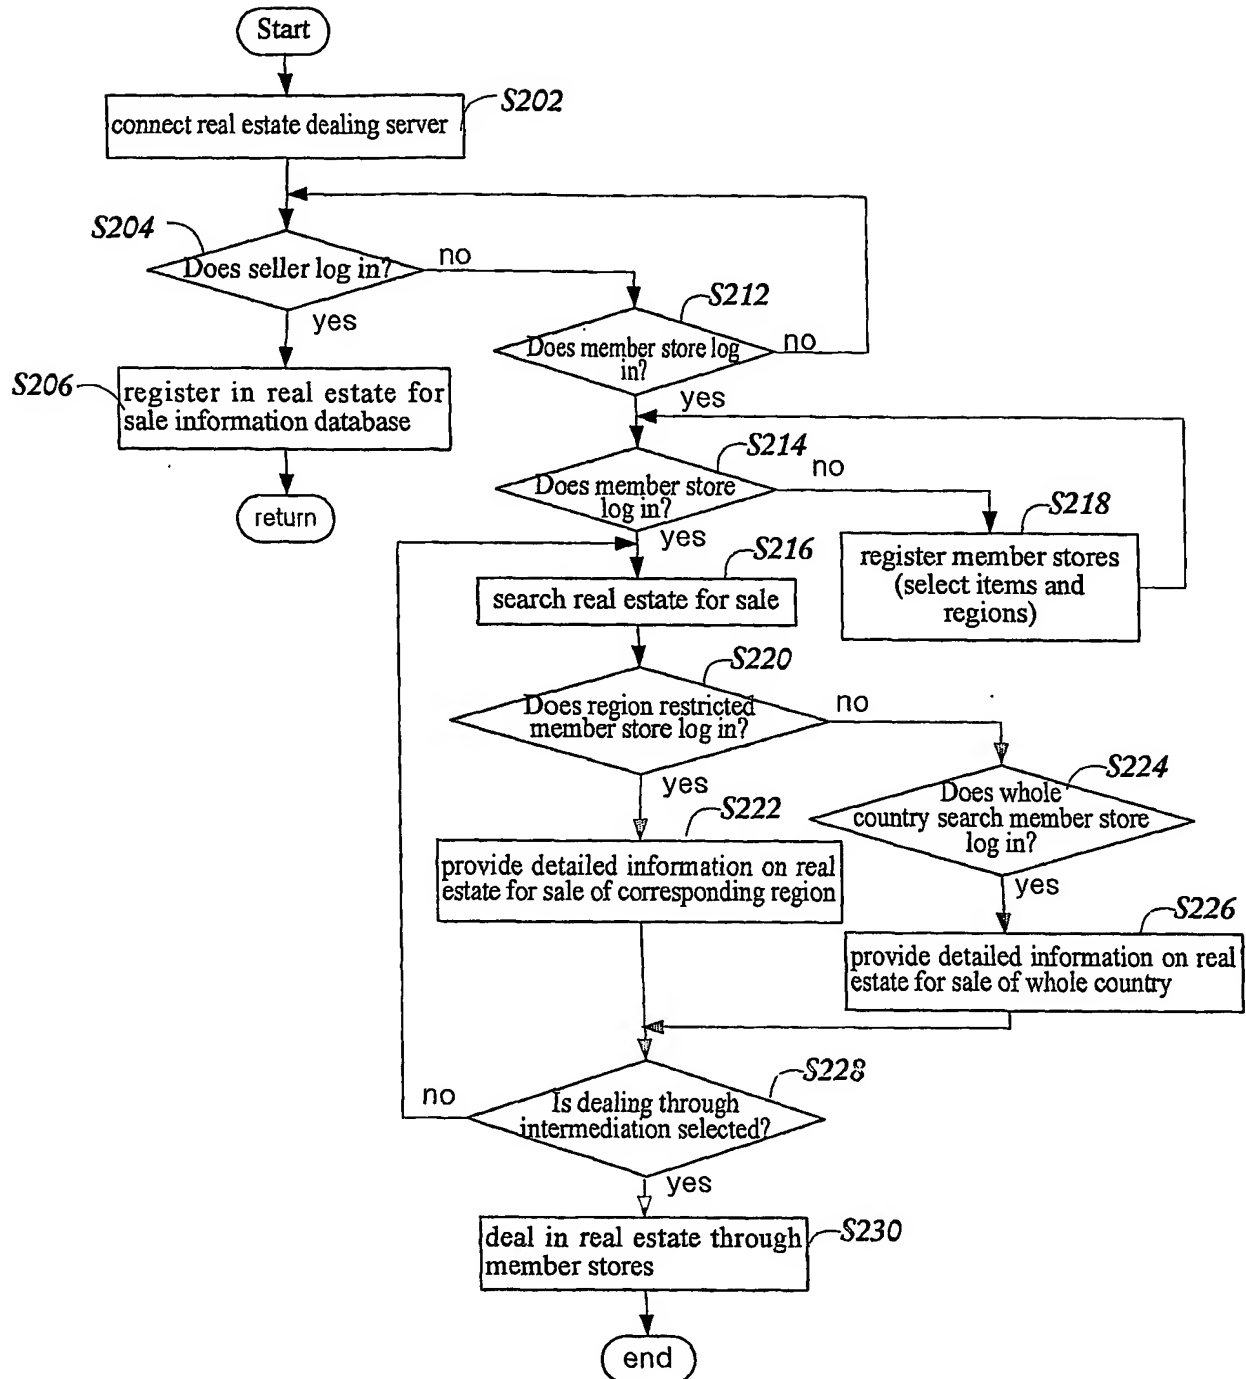 Start
S202
connect real estate dealing server
S204
Does seller log in?
no
yes
S212
Does member store log
in?
no
yes
S206
register in real estate for
sale information database
return
S214
Does member store
log in?
no
yes
S218
register member stores
(select items and
regions)
S216
search real estate for sale
S220
Does region restricted
member store log in?
no
yes
S224
Does whole
country search member store
log in?
yes
S222
provide detailed information on real
estate for sale of corresponding region
S226
provide detailed information on real
estate for sale of whole country
S228
Is dealing through
intermediation selected?
no
yes
S230
deal in real estate through
member stores
end